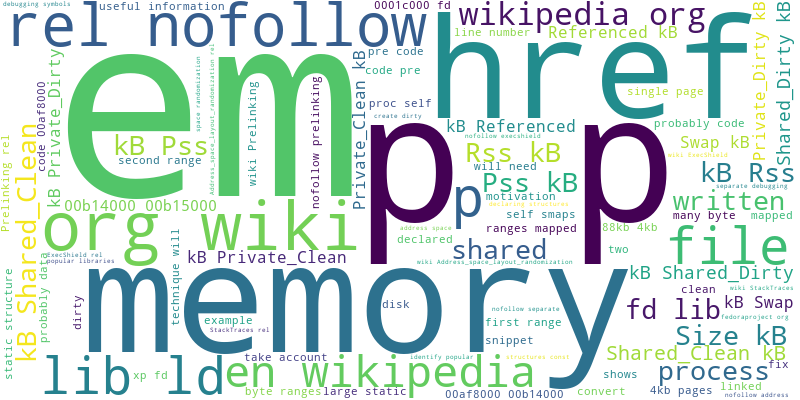 debugging symbols
useful information
0001c000 fd
wikipedia org
rel nofollow
line number
Referenced kB
pre code
code pre
href
em
p p
single page
Private_Dirty kB
Shared_Dirty kB
code 00af8000
kB Private_Dirty
space randomization
Address_space_layout_randomization rel
wiki Prelinking
nofollow prelinking
Private_Clean kB
proc self
create dirty
nofollow execshield
probably code
kB Referenced
Swap kB
wiki ExecShield
kB Pss
second range
Rss kB
will need
kB Rss
separate debugging
Prelinking rel
kB Shared_Clean
Pss kB
motivation
p
written
00b14000 00b15000
self smaps
many byte
mapped
org wiki
address space
declared
ranges mapped
88kb 4kb
file
shared
two
ExecShield rel
popular libraries
kB Private_Clean
wiki Address_space_layout_randomization
clean
kB Shared_Dirty
wiki StackTraces
memory
static structure
probably data
dirty
technique will
example
StackTraces rel
disk
nofollow separate
first range
snippet
fd lib
kB Swap
fedoraproject org
Size kB
Shared_Clean kB
lib
xp fd
ld
take account
en wikipedia
identify popular
structures const
shows
process
fix
byte ranges
large static
00af8000 00b14000
convert
4kb pages
linked
nofollow address